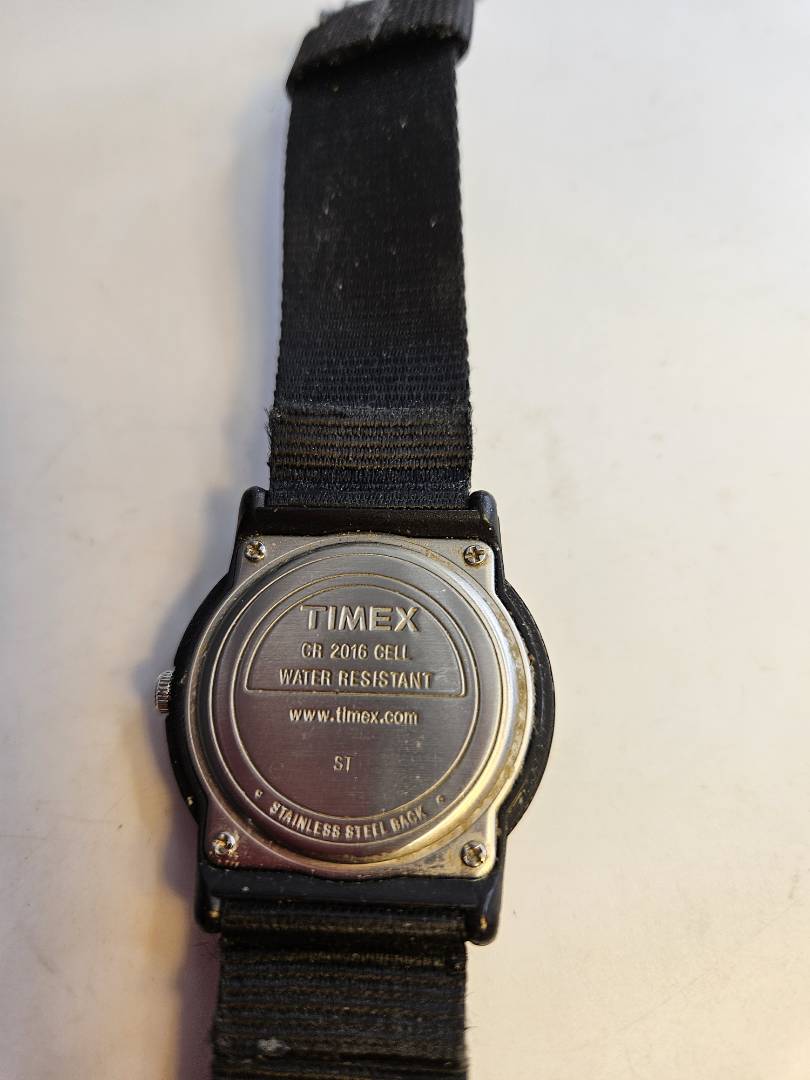 TIMEX
CR 2016 CELL
WATER RESISTANT
www.timex.com
ST
STAINLESS STEEL BACK